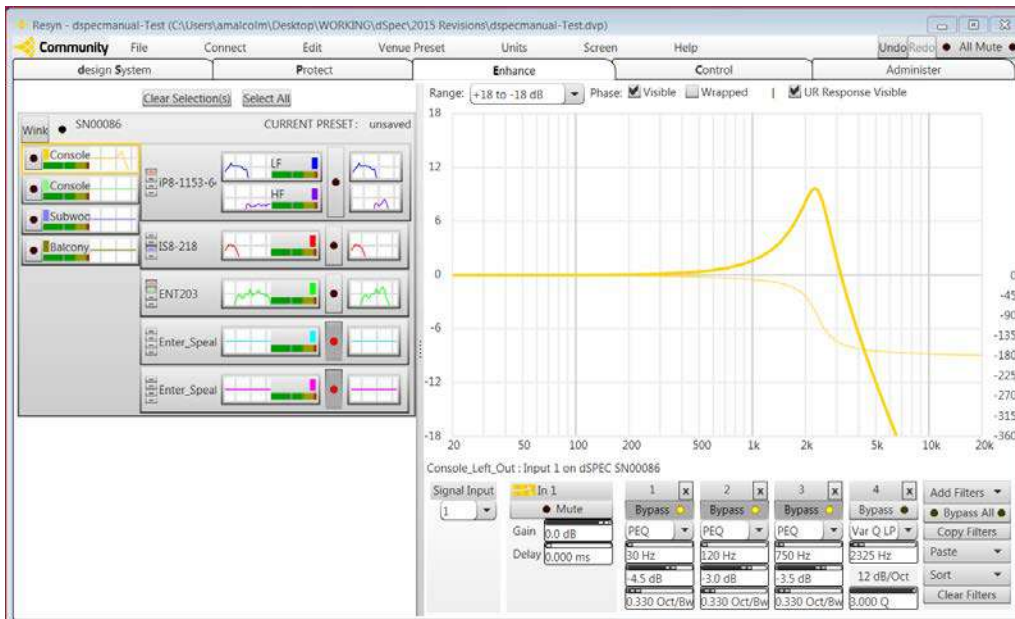 Resyn - dspecmanual-Test (C:\Users\amalcolm\Desktop\WORKING\dSpec\2015 Revisions\dspecmanual-Test.dvp)
Community File Connect Edit Venue Preset Units Screen Help Undo Redo All Mute
design System Protect Enhance Control Administer
Clear Selection(s) Select All
Range: +18 to -18 dB Phase: Visible Wrapped | UR Response Visible
Wink SN00086 CURRENT PRESET: unsaved
Console
Console
Subwoo
Balcony
iP8-1153-6
LF
HF
IS8-218
ENT203
Enter_Speal
Enter_Speal
18
12
6
0
-6
-12
-18
0
-45
-90
-135
-180
-225
-270
-315
-360
20 50 100 200 500 1k 2k 5k 10k 20k
Console_Left_Out : Input 1 on dSPEC SN00086
Signal Input In 1 1 x 2 x 3 x 4 x Add Filters
1 Mute Bypass Bypass Bypass Bypass Bypass All
Gain 0.0 dB PEQ PEQ PEQ Var Q LP Copy Filters
Delay 0.000 ms 30 Hz 120 Hz 750 Hz 2325 Hz Paste
-4.5 dB -3.0 dB -3.5 dB 12 dB/Oct Sort
0.330 Oct/Bw 0.330 Oct/Bw 0.330 Oct/Bw 3.000 Q Clear Filters